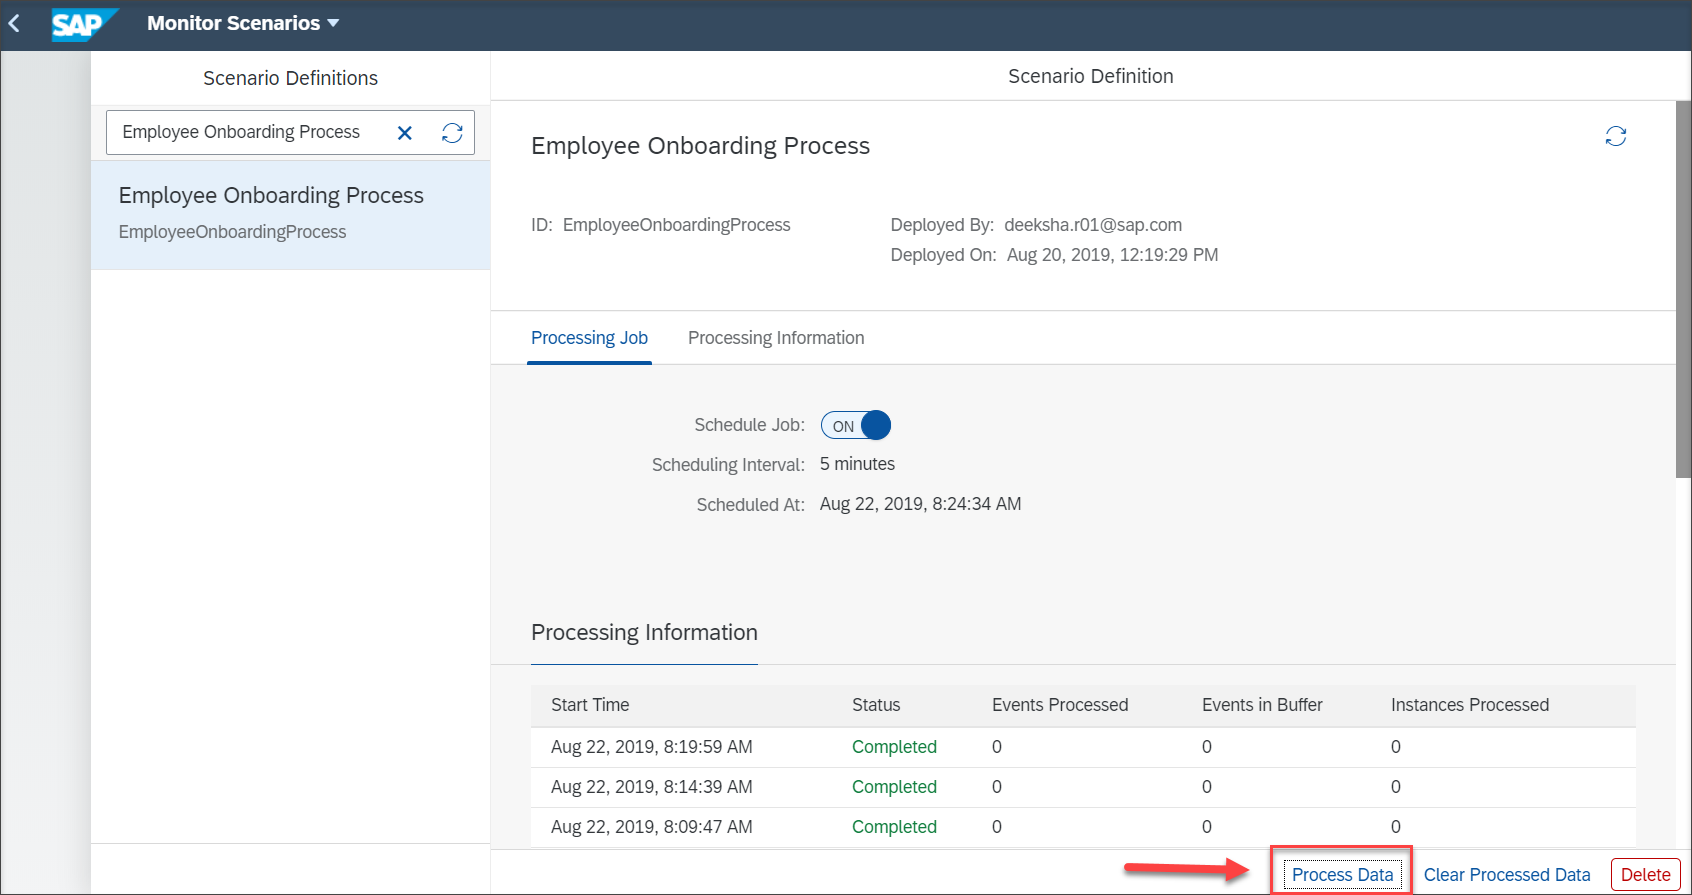 SAP Monitor Scenarios
Scenario Definitions
Employee Onboarding Process
Employee Onboarding Process
EmployeeOnboardingProcess
Scenario Definition
Employee Onboarding Process
ID: EmployeeOnboardingProcess
Deployed By: deeksha.r01@sap.com
Deployed On: Aug 20, 2019, 12:19:29 PM
Processing Job Processing Information
Schedule Job: ON
Scheduling Interval: 5 minutes
Scheduled At: Aug 22, 2019, 8:24:34 AM
Processing Information
Start Time Status Events Processed Events in Buffer Instances Processed
Aug 22, 2019, 8:19:59 AM Completed 0 0 0
Aug 22, 2019, 8:14:39 AM Completed 0 0 0
Aug 22, 2019, 8:09:47 AM Completed 0 0 0
Process Data Clear Processed Data Delete